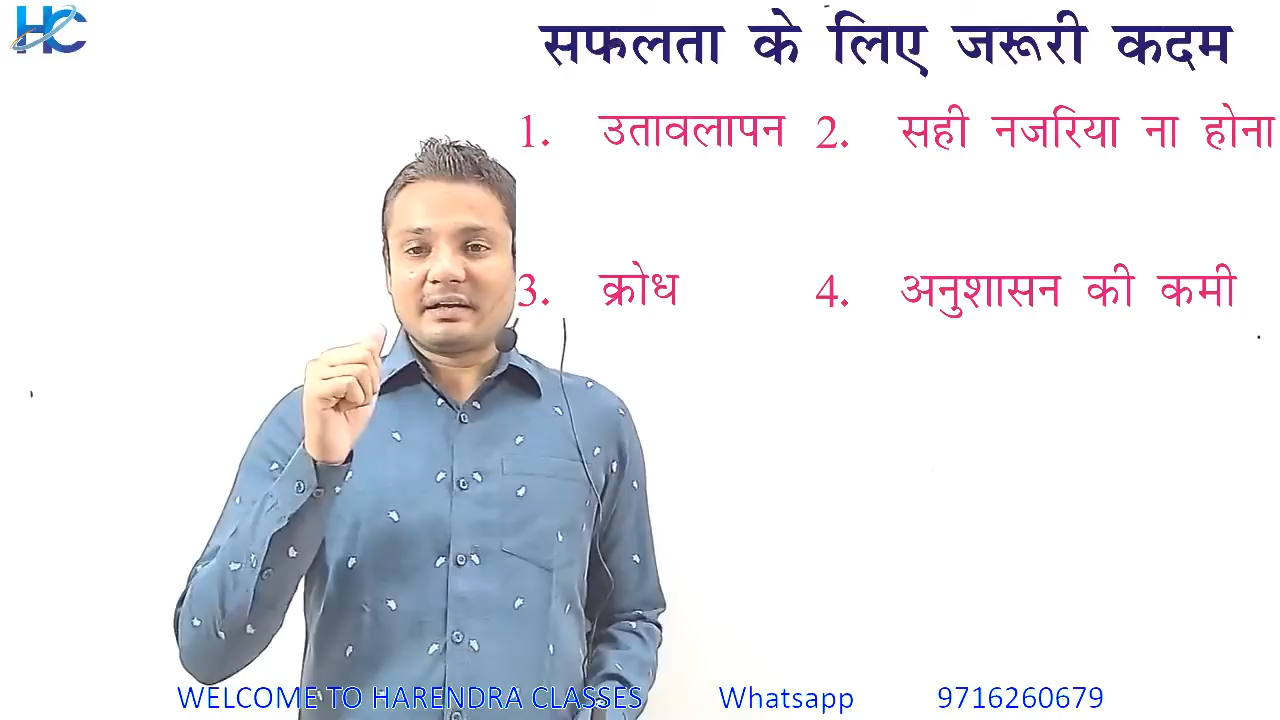 HC
सफलता के लिए जरूरी कदम
1. उतावलापन 2. सही नजरिया ना होना
3. क्रोध 4. अनुशासन की कमी
WELCOME TO HARENDRA CLASSES Whatsapp 9716260679